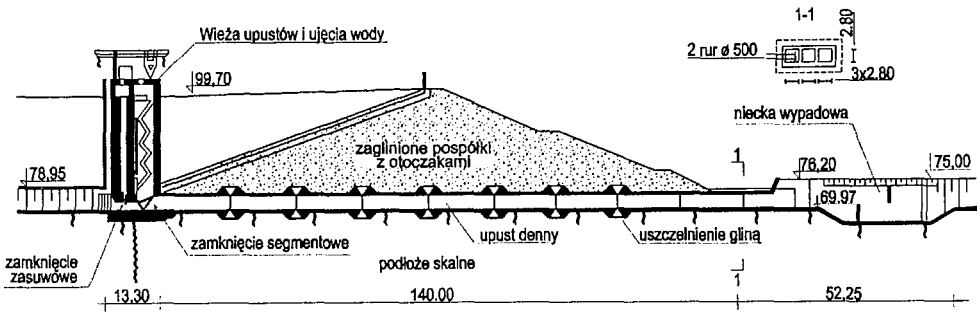 Wieża upustów i ujęcia wody
99,70
1-1
2 rur ø 500
2.80
3x2.80
niecka wypadowa
zaglinione pospółki
z otoczakami
78,95
1
76,20
75,00
69.97
zamknięcie segmentowe
upust denny
uszczelnienie gliną
zamknięcie
zasuwowe
podłoże skalne
1
13.30
140.00
52,25